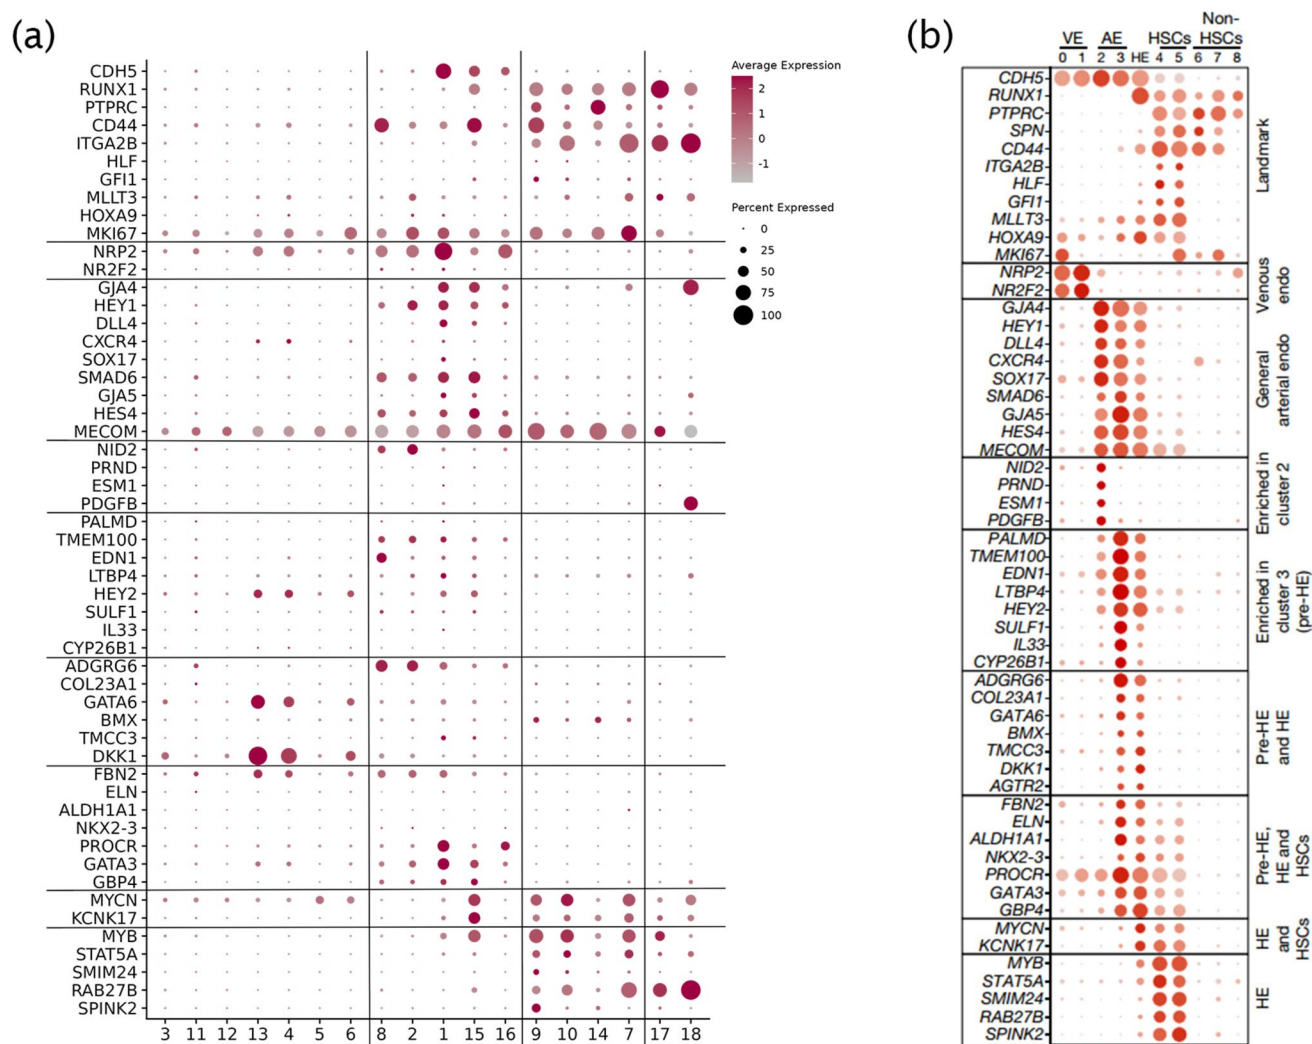 (a)
CDH5
RUNX1
PTPRC
CD44
ITGA2B
HLF
GFI1
MLLT3
HOXA9
MKI67
NRP2
NR2F2
GJA4
HEY1
DLL4
CXCR4
SOX17
SMAD6
GJA5
HES4
MECOM
NID2
PRND
ESM1
PDGFB
PALMD
TMEM100
EDN1
LTBP4
HEY2
SULF1
IL33
CYP26B1
ADGRG6
COL23A1
GATA6
BMX
TMCC3
DKK1
FBN2
ELN
ALDH1A1
NKX2-3
PROCR
GATA3
GBP4
MYCN
KCNK17
MYB
STAT5A
SMIM24
RAB27B
SPINK2
3 11 12 13 4 5 6 8 2 1 15 16 9 10 14 7 17 18
Average Expression
2
1
0
-1
Percent Expressed
0
25
50
75
100
(b)
Non-
VE AE HSCs HSCs
0 1 2 3 HE 4 5 6 7 8
CDH5
RUNX1
PTPRC
SPN
CD44
ITGA2B
HLF
GFI1
MLLT3
HOXA9
MKI67
NRP2
NR2F2
GJA4
HEY1
DLL4
CXCR4
SOX17
SMAD6
GJA5
HES4
MECOM
NID2
PRND
ESM1
PDGFB
PALMD
TMEM100
EDN1
LTBP4
HEY2
SULF1
IL33
CYP26B1
ADGRG6
COL23A1
GATA6
BMX
TMCC3
DKK1
AGTR2
FBN2
ELN
ALDH1A1
NKX2-3
PROCR
GATA3
GBP4
MYCN
KCNK17
MYB
STAT5A
SMIM24
RAB27B
SPINK2
Landmark
Venous
endo
General
arterial endo
Enriched in
cluster 2
Enriched in
cluster 3
(pre-HE)
Pre-HE
and HE
Pre-HE,
HE and
HSCs
HE
and
HSCs
HE